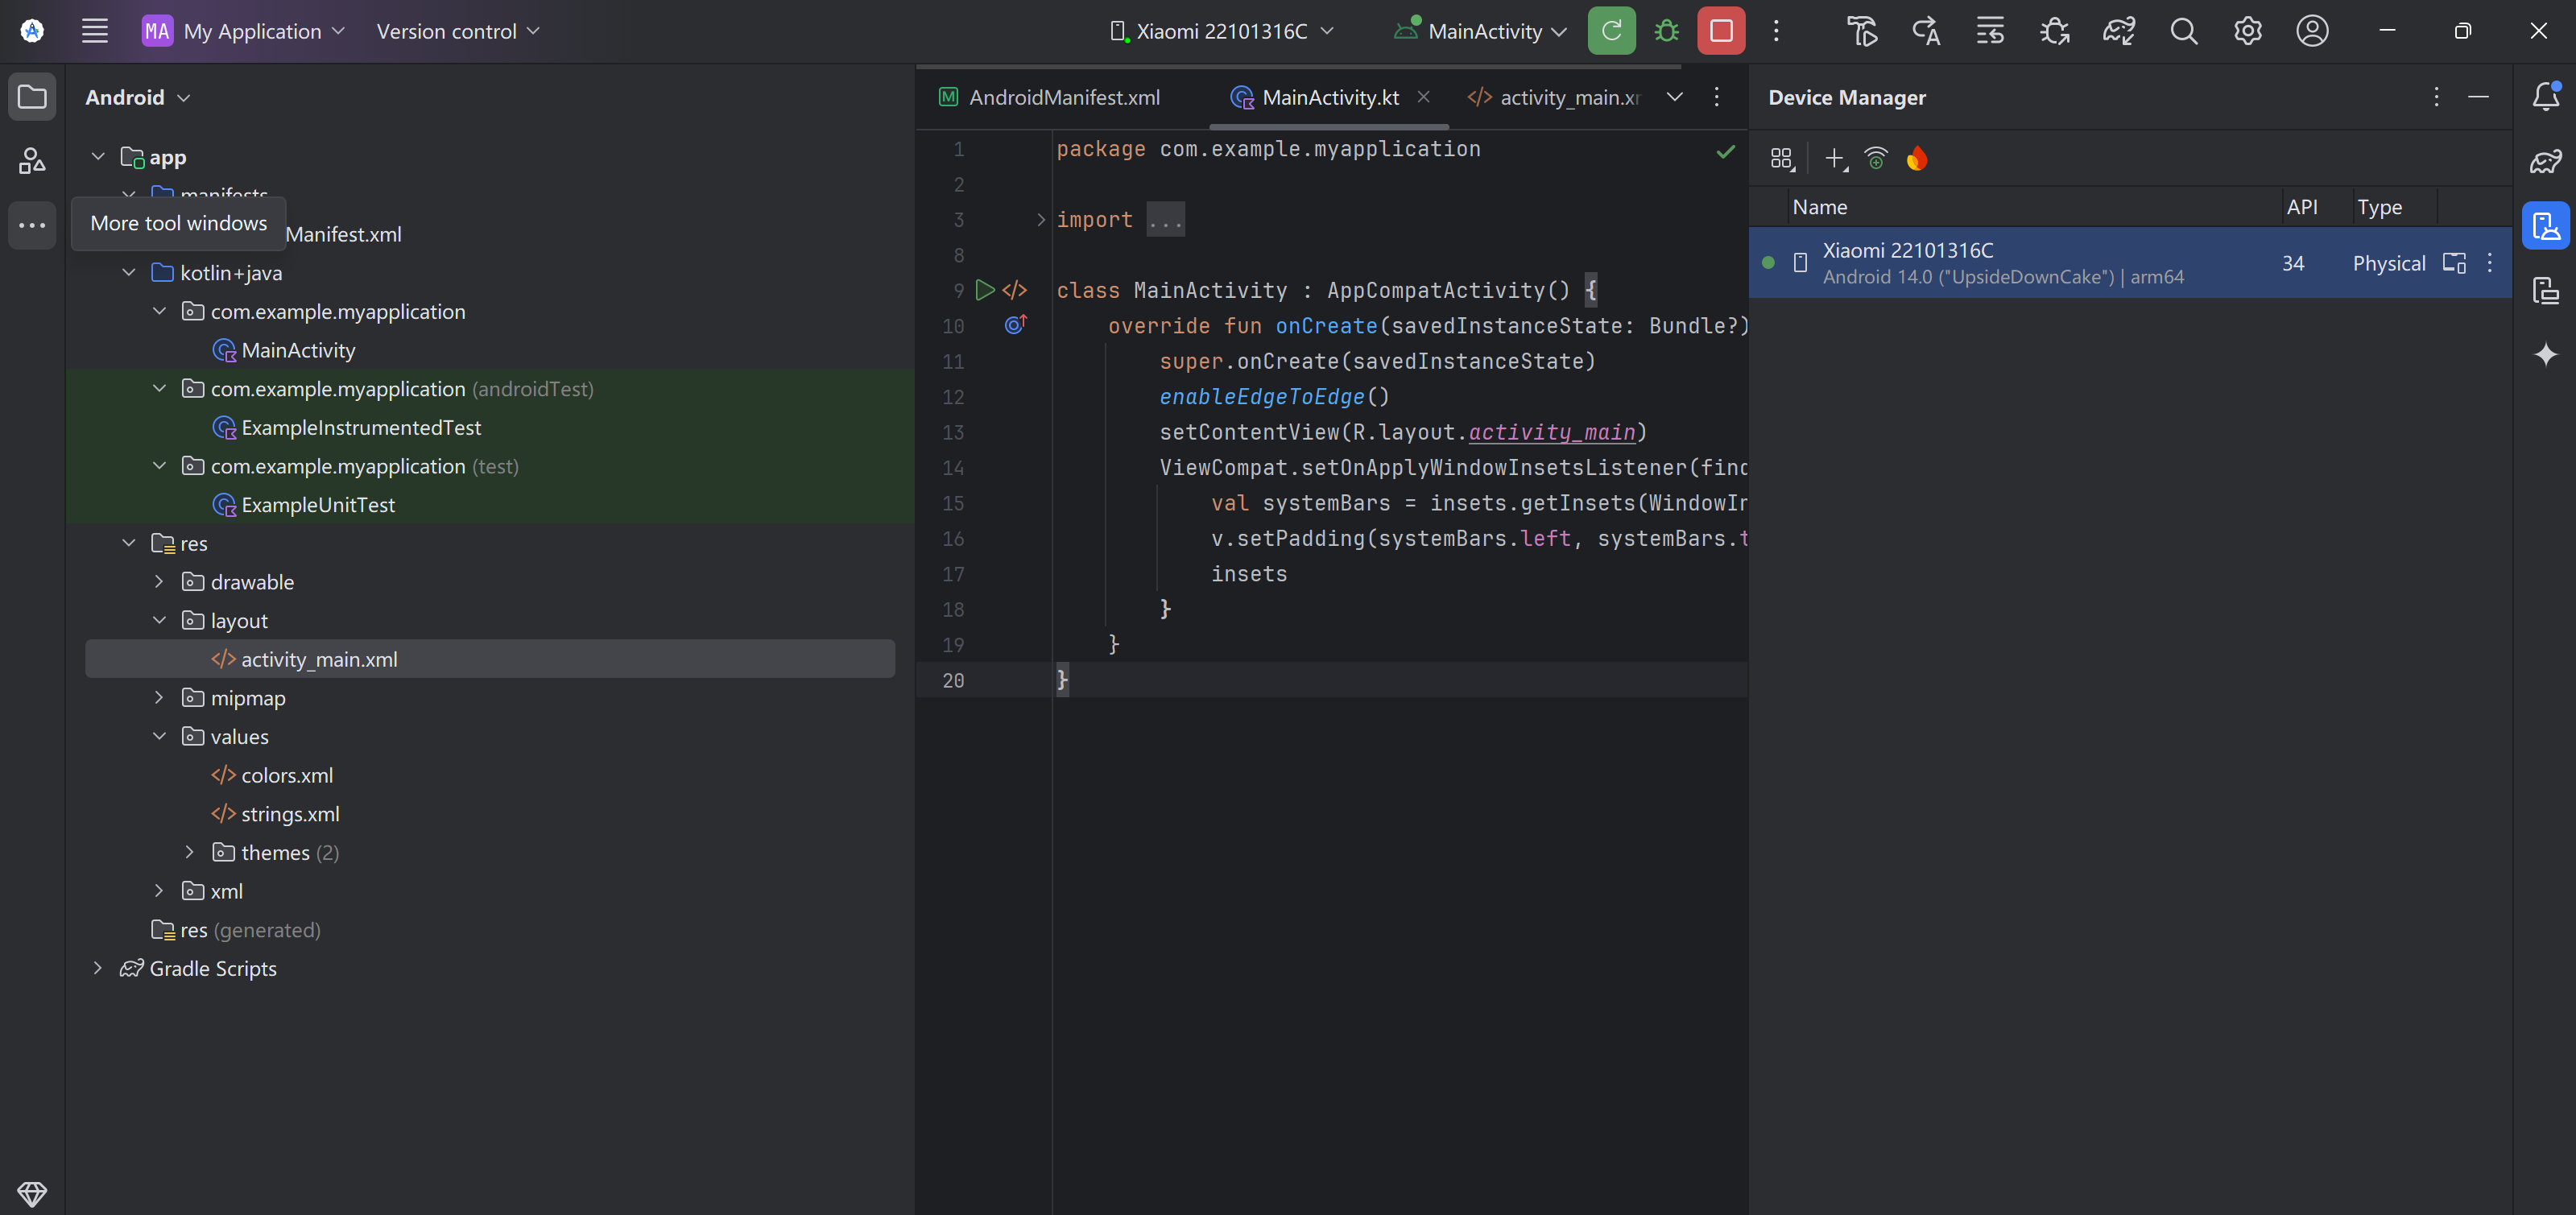 MA My Application Version control Xiaomi 22101316C MainActivity
Android
app
manifests
More tool windows
Manifest.xml
kotlin+java
com.example.myapplication
MainActivity
com.example.myapplication (androidTest)
ExampleInstrumentedTest
com.example.myapplication (test)
ExampleUnitTest
res
drawable
layout
activity_main.xml
mipmap
values
colors.xml
strings.xml
themes (2)
xml
res (generated)
Gradle Scripts
AndroidManifest.xml MainActivity.kt activity_main.xr
1 package com.example.myapplication
2
3 import ...
8
9 class MainActivity : AppCompatActivity() {
10 override fun onCreate(savedInstanceState: Bundle?)
11 super.onCreate(savedInstanceState)
12 enableEdgeToEdge()
13 setContentView(R.layout.activity_main)
14 ViewCompat.setOnApplyWindowInsetsListener(find
15 val systemBars = insets.getInsets(WindowIn
16 v.setPadding(systemBars.left, systemBars.t
17 insets
18 }
19 }
20 }
Device Manager
Name API Type
Xiaomi 22101316C
Android 14.0 ("UpsideDownCake") | arm64
34 Physical